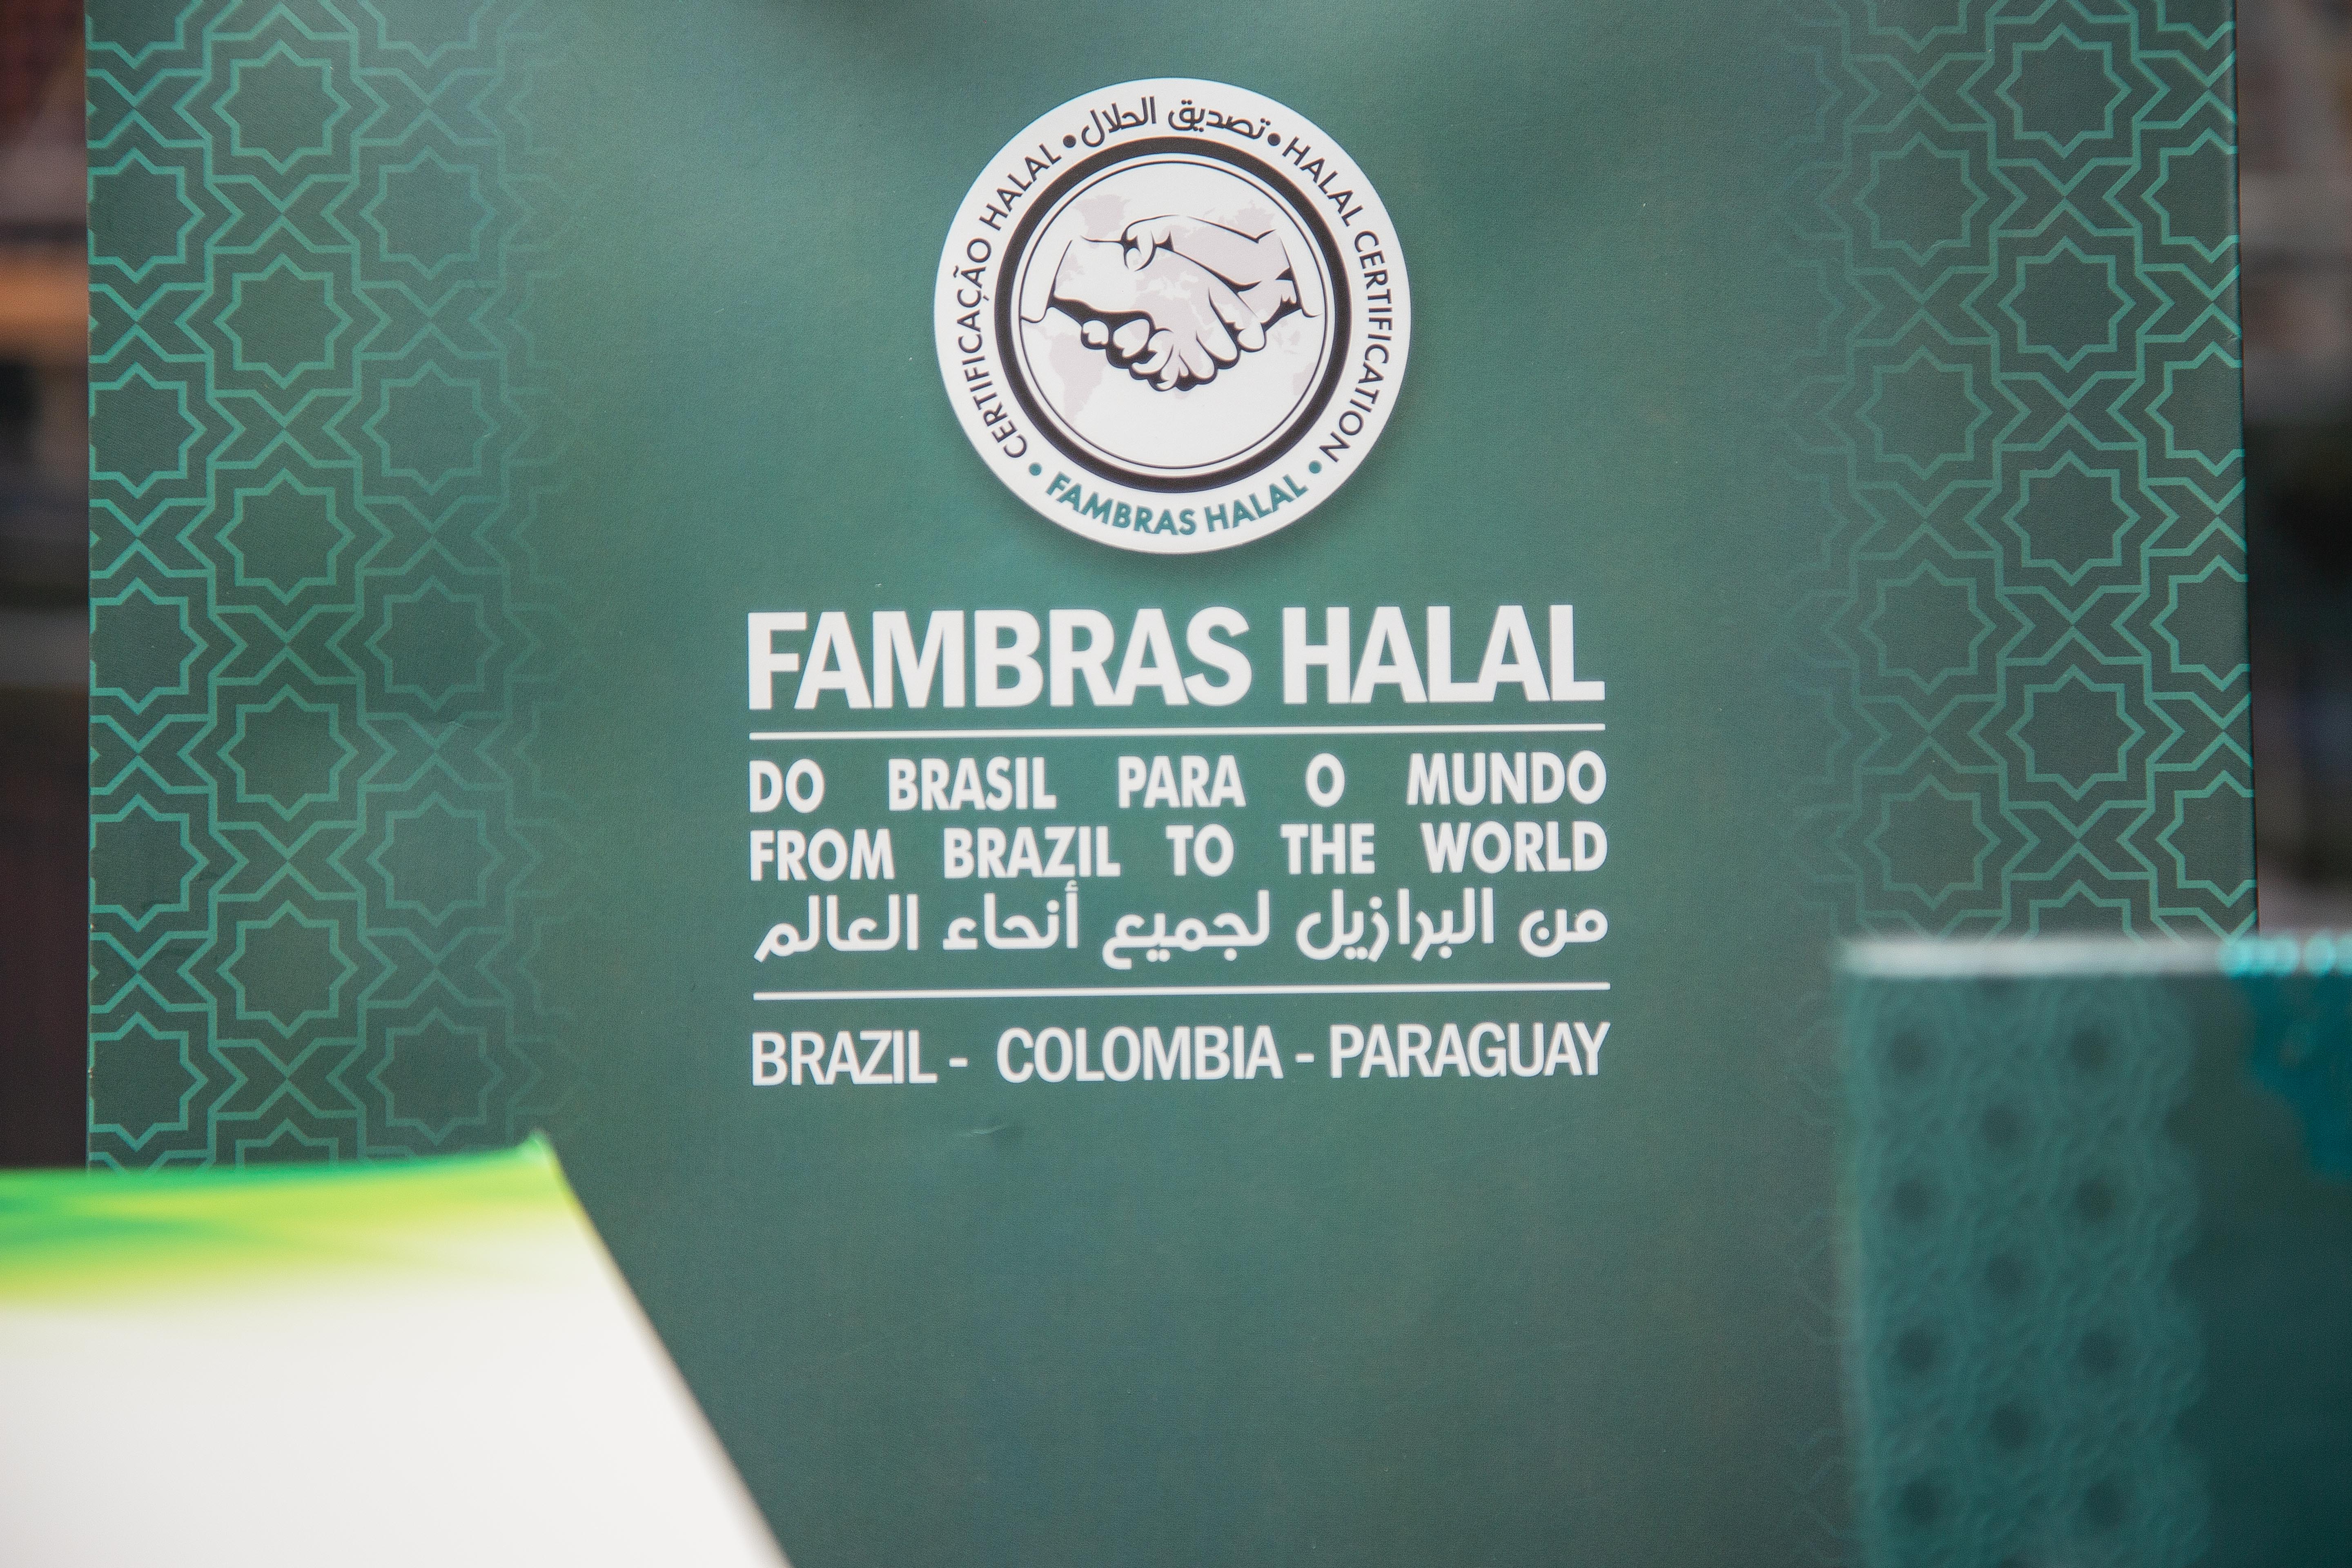 • تصديق الحلال •
CERTIFICAÇÃO HALAL
HALAL CERTIFICATION
• FAMBRAS HALAL •
FAMBRAS HALAL
DO BRASIL PARA O MUNDO
FROM BRAZIL TO THE WORLD
من البرازيل لجميع أنحاء العالم
BRAZIL - COLOMBIA - PARAGUAY